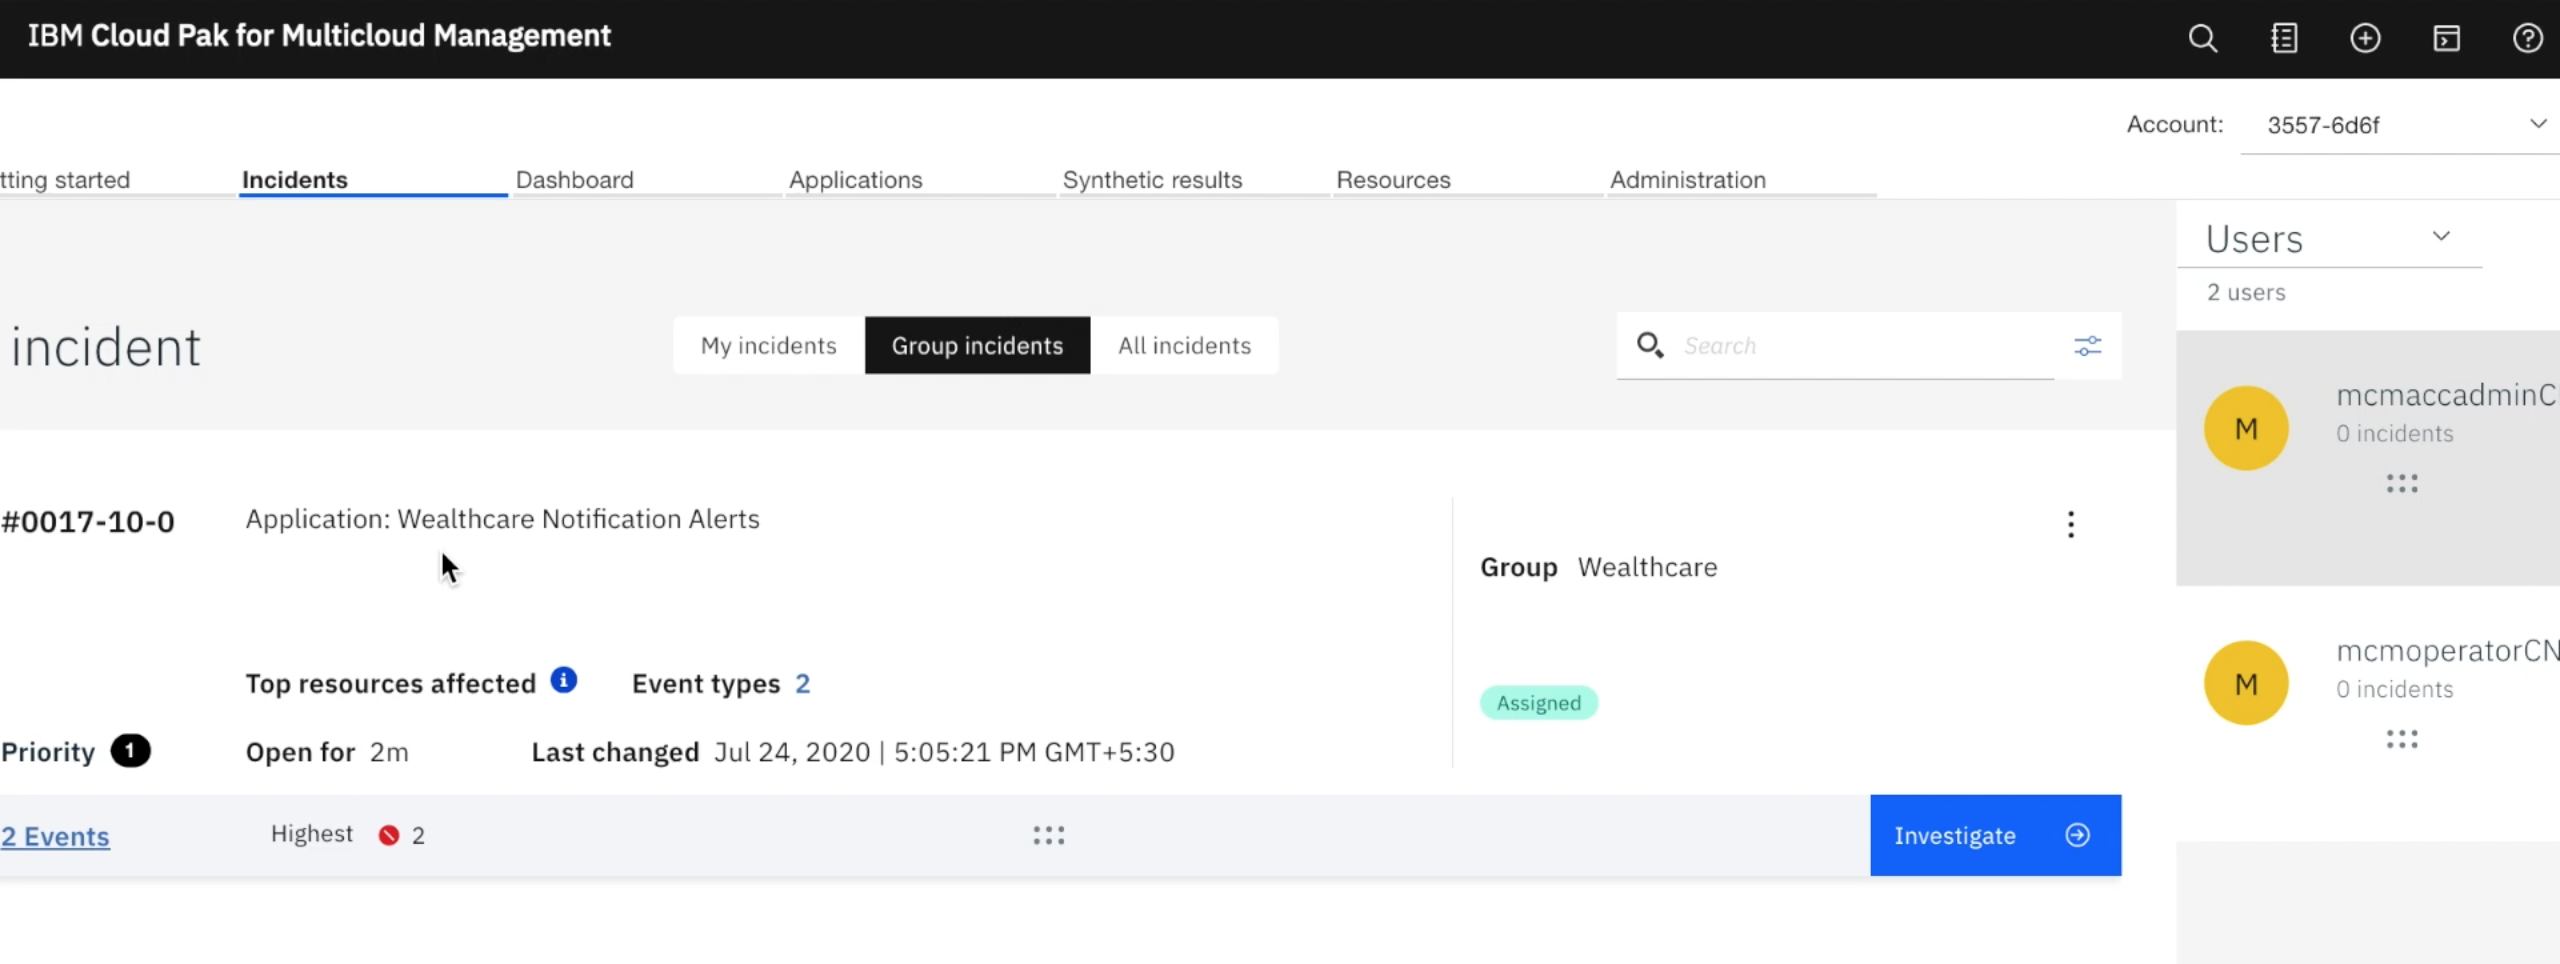 IBM Cloud Pak for Multicloud Management
Account: 3557-6d6f
tting started Incidents Dashboard Applications Synthetic results Resources Administration
Users
2 users
incident
My incidents Group incidents All incidents
Search
M mcmaccadminC
0 incidents
#0017-10-0 Application: Wealthcare Notification Alerts
Group Wealthcare
M mcmoperatorCN
0 incidents
Top resources affected Event types 2
Assigned
Priority 1 Open for 2m Last changed Jul 24, 2020 | 5:05:21 PM GMT+5:30
2 Events Highest 2 Investigate